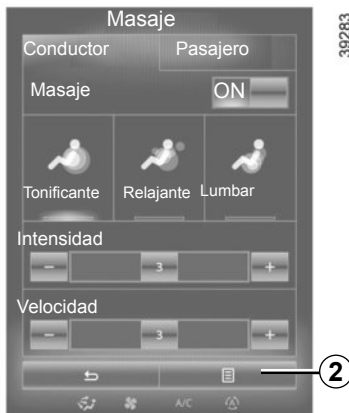 Masaje
39283
Conductor Pasajero
Masaje ON
Tonificante Relajante Lumbar
Intensidad
- 3 +
Velocidad
- 3 +
2
A/C